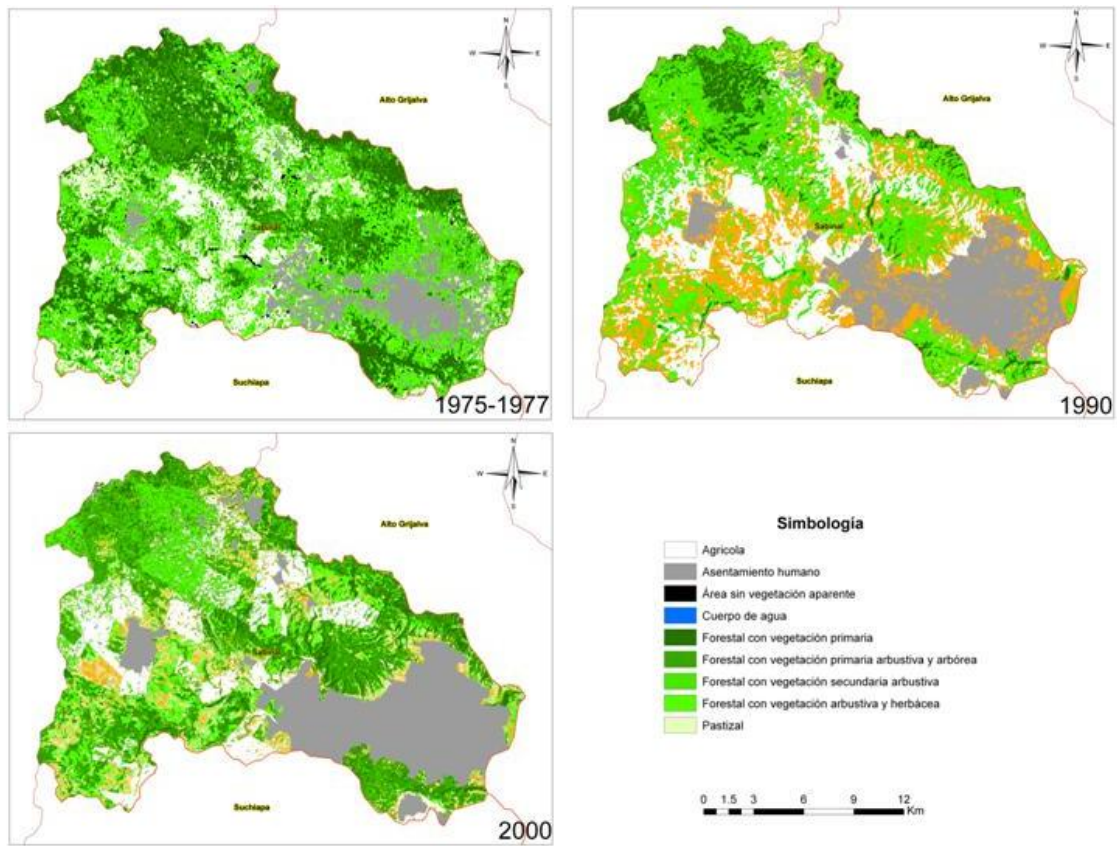 N
W E
S
Alto Grijalva
Sabinal
Suchiapa
1975-1977
N
W E
S
Alto Grijalva
Sabinal
Suchiapa
1990
N
W E
S
Alto Grijalva
Sabinal
Suchiapa
2000
Simbología
Agricola
Asentamiento humano
Área sin vegetación aparente
Cuerpo de agua
Forestal con vegetación primaria
Forestal con vegetación primaria arbustiva y arbórea
Forestal con vegetación secundaria arbustiva
Forestal con vegetación arbustiva y herbácea
Pastizal
0 1.5 3 6 9 12
Km